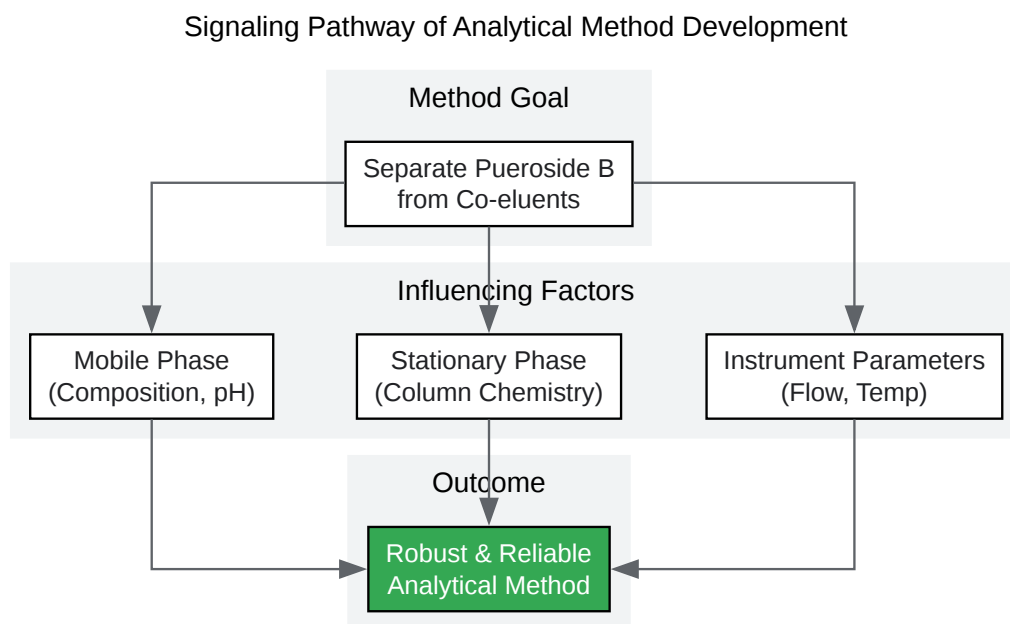 Signaling Pathway of Analytical Method Development
Method Goal
Separate Pueroside B
from Co-eluents
Influencing Factors
Mobile Phase
(Composition, pH)
Stationary Phase
(Column Chemistry)
Instrument Parameters
(Flow, Temp)
Outcome
Robust & Reliable
Analytical Method